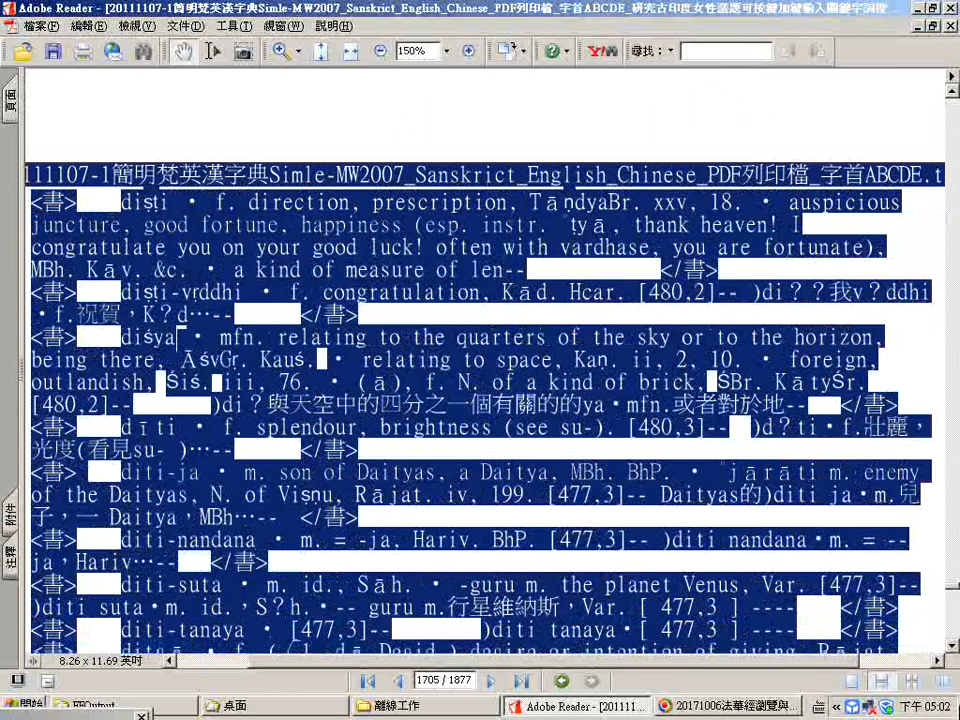 Adobe Reader - [20111107-1簡明梵英漢字典Simle-MW2007_Sanskrict_English_Chinese_PDF列印檔_字首ABCDE_研究古印度女性議題可按鍵加鍵輸入關鍵字詞搜
檔案(F) 編輯(E) 檢視(V) 文件(D) 工具(T) 視窗(W) 說明(H)
150% 尋找：
頁面
111107-1簡明梵英漢字典Simle-MW2007_Sanskrict_English_Chinese_PDF列印檔_字首ABCDE.t
<書> diṣṭi • f. direction, prescription, TāṇdyaBr. xxv, 18. • auspicious
juncture, good fortune, happiness (esp. instr. °ṭyā, thank heaven! I
congratulate you on your good luck! often with vardhase, you are fortunate),
MBh. Kāv. &c. • a kind of measure of len-- </書>
<書> diṣṭi-vṛddhi • f. congratulation, Kād. Hcar. [480,2]-- )di？？我v？ddhi
•f.祝賀，K？d…-- </書>
<書> diśya • mfn. relating to the quarters of the sky or to the horizon,
being there, ĀśvGṛ. Kauś. • relating to space, Kaṇ. ii, 2, 10. • foreign,
outlandish, Śiś. iii, 76. • (ā), f. N. of a kind of brick, ŚBr. KātyŚr.
[480,2]-- )di？與天空中的四分之一個有關的的ya•mfn.或者對於地-- </書>
<書> dīti • f. splendour, brightness (see su-). [480,3]-- )d？ti•f.壯麗，
光度(看見su- )…-- </書>
<書> diti-ja • m. son of Daityas, a Daitya, MBh. BhP. • °jārāti m. enemy
of the Daityas, N. of Viṣṇu, Rājat. iv, 199. [477,3]-- Daityas的)diti ja•m.兒
子，一 Daitya，MBh…-- </書>
<書> diti-nandana • m. = -ja, Hariv. BhP. [477,3]-- )diti nandana•m. = --
ja，Hariv…-- </書>
<書> diti-suta • m. id., Sāh. • -guru m. the planet Venus, Var. [477,3]--
)diti suta•m. id.，S？h.•-- guru m.行星維納斯，Var. [ 477,3 ] ---- </書>
<書> diti-tanaya • [477,3]-- )diti tanaya•[ 477,3 ] ---- </書>
附件
注釋
8.26 x 11.69 英吋
1705 / 1877
開始 FFOutput 桌面 離線工作 Adobe Reader - [201111... 20171006法華經瀏覽與... 下午 05:02